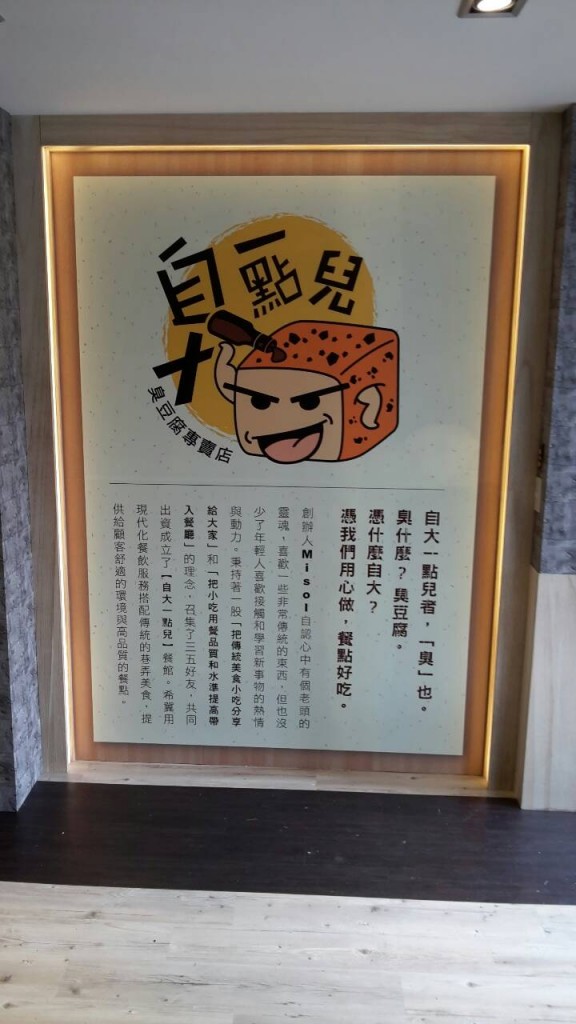 自大一點兒
臭豆腐專賣店
自大一點兒者，「臭」也。
臭什麼？臭豆腐。
憑什麼自大？
憑我們用心做，餐點好吃。
創辦人Misol自認心中有個老頭的
靈魂，喜歡一些非常傳統的東西，但也沒
少了年輕人喜歡接觸和學習新事物的熱情
與動力。秉持著一股「把傳統美食小吃分享
給大家」和「把小吃用餐品質和水準提高帶
入餐廳」的理念，召集了三五好友，共同
出資成立了【自大一點兒】餐館。希冀用
現代化餐飲服務搭配傳統的巷弄美食，提
供給顧客舒適的環境與高品質的餐點。